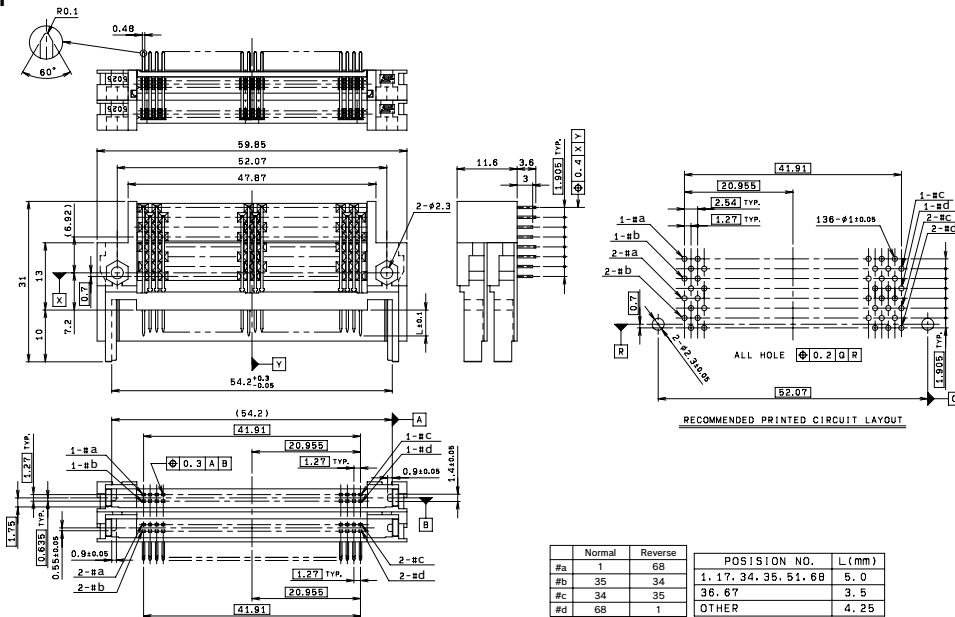 R0.1
0.48
60°
5025
5025
59.85
52.07
47.87
(6.92)
31
13
10
0.7
7.2
X
2-φ2.3
L±0.1
Y
54.2 +0.3 -0.05
11.6
3.6
3
1.905 TYP.
0.4 X Y
41.91
20.955
2.54 TYP.
1.27 TYP.
136-φ1±0.05
1-#a
1-#b
2-#a
2-#b
1-#c
1-#d
2-#c
2-#d
0.7
R
2-φ2.3±0.05
ALL HOLE 0.2 Q R
1.905 TYP.
52.07
RECOMMENDED PRINTED CIRCUIT LAYOUT
(54.2)
A
41.91
20.955
1-#a
1-#b
0.3 A B
1.27 TYP.
1-#c
1-#d
0.9±0.05
1.4±0.05
B
1.27 TYP.
1.75
0.635 TYP.
0.55±0.05
0.9±0.05
2-#a
2-#b
2-#c
2-#d
1.27 TYP.
20.955
41.91
Normal Reverse
#a 1 68
#b 35 34
#c 34 35
#d 68 1
POSISION NO. L(mm)
1.17.34.35.51.68 5.0
36.67 3.5
OTHER 4.25